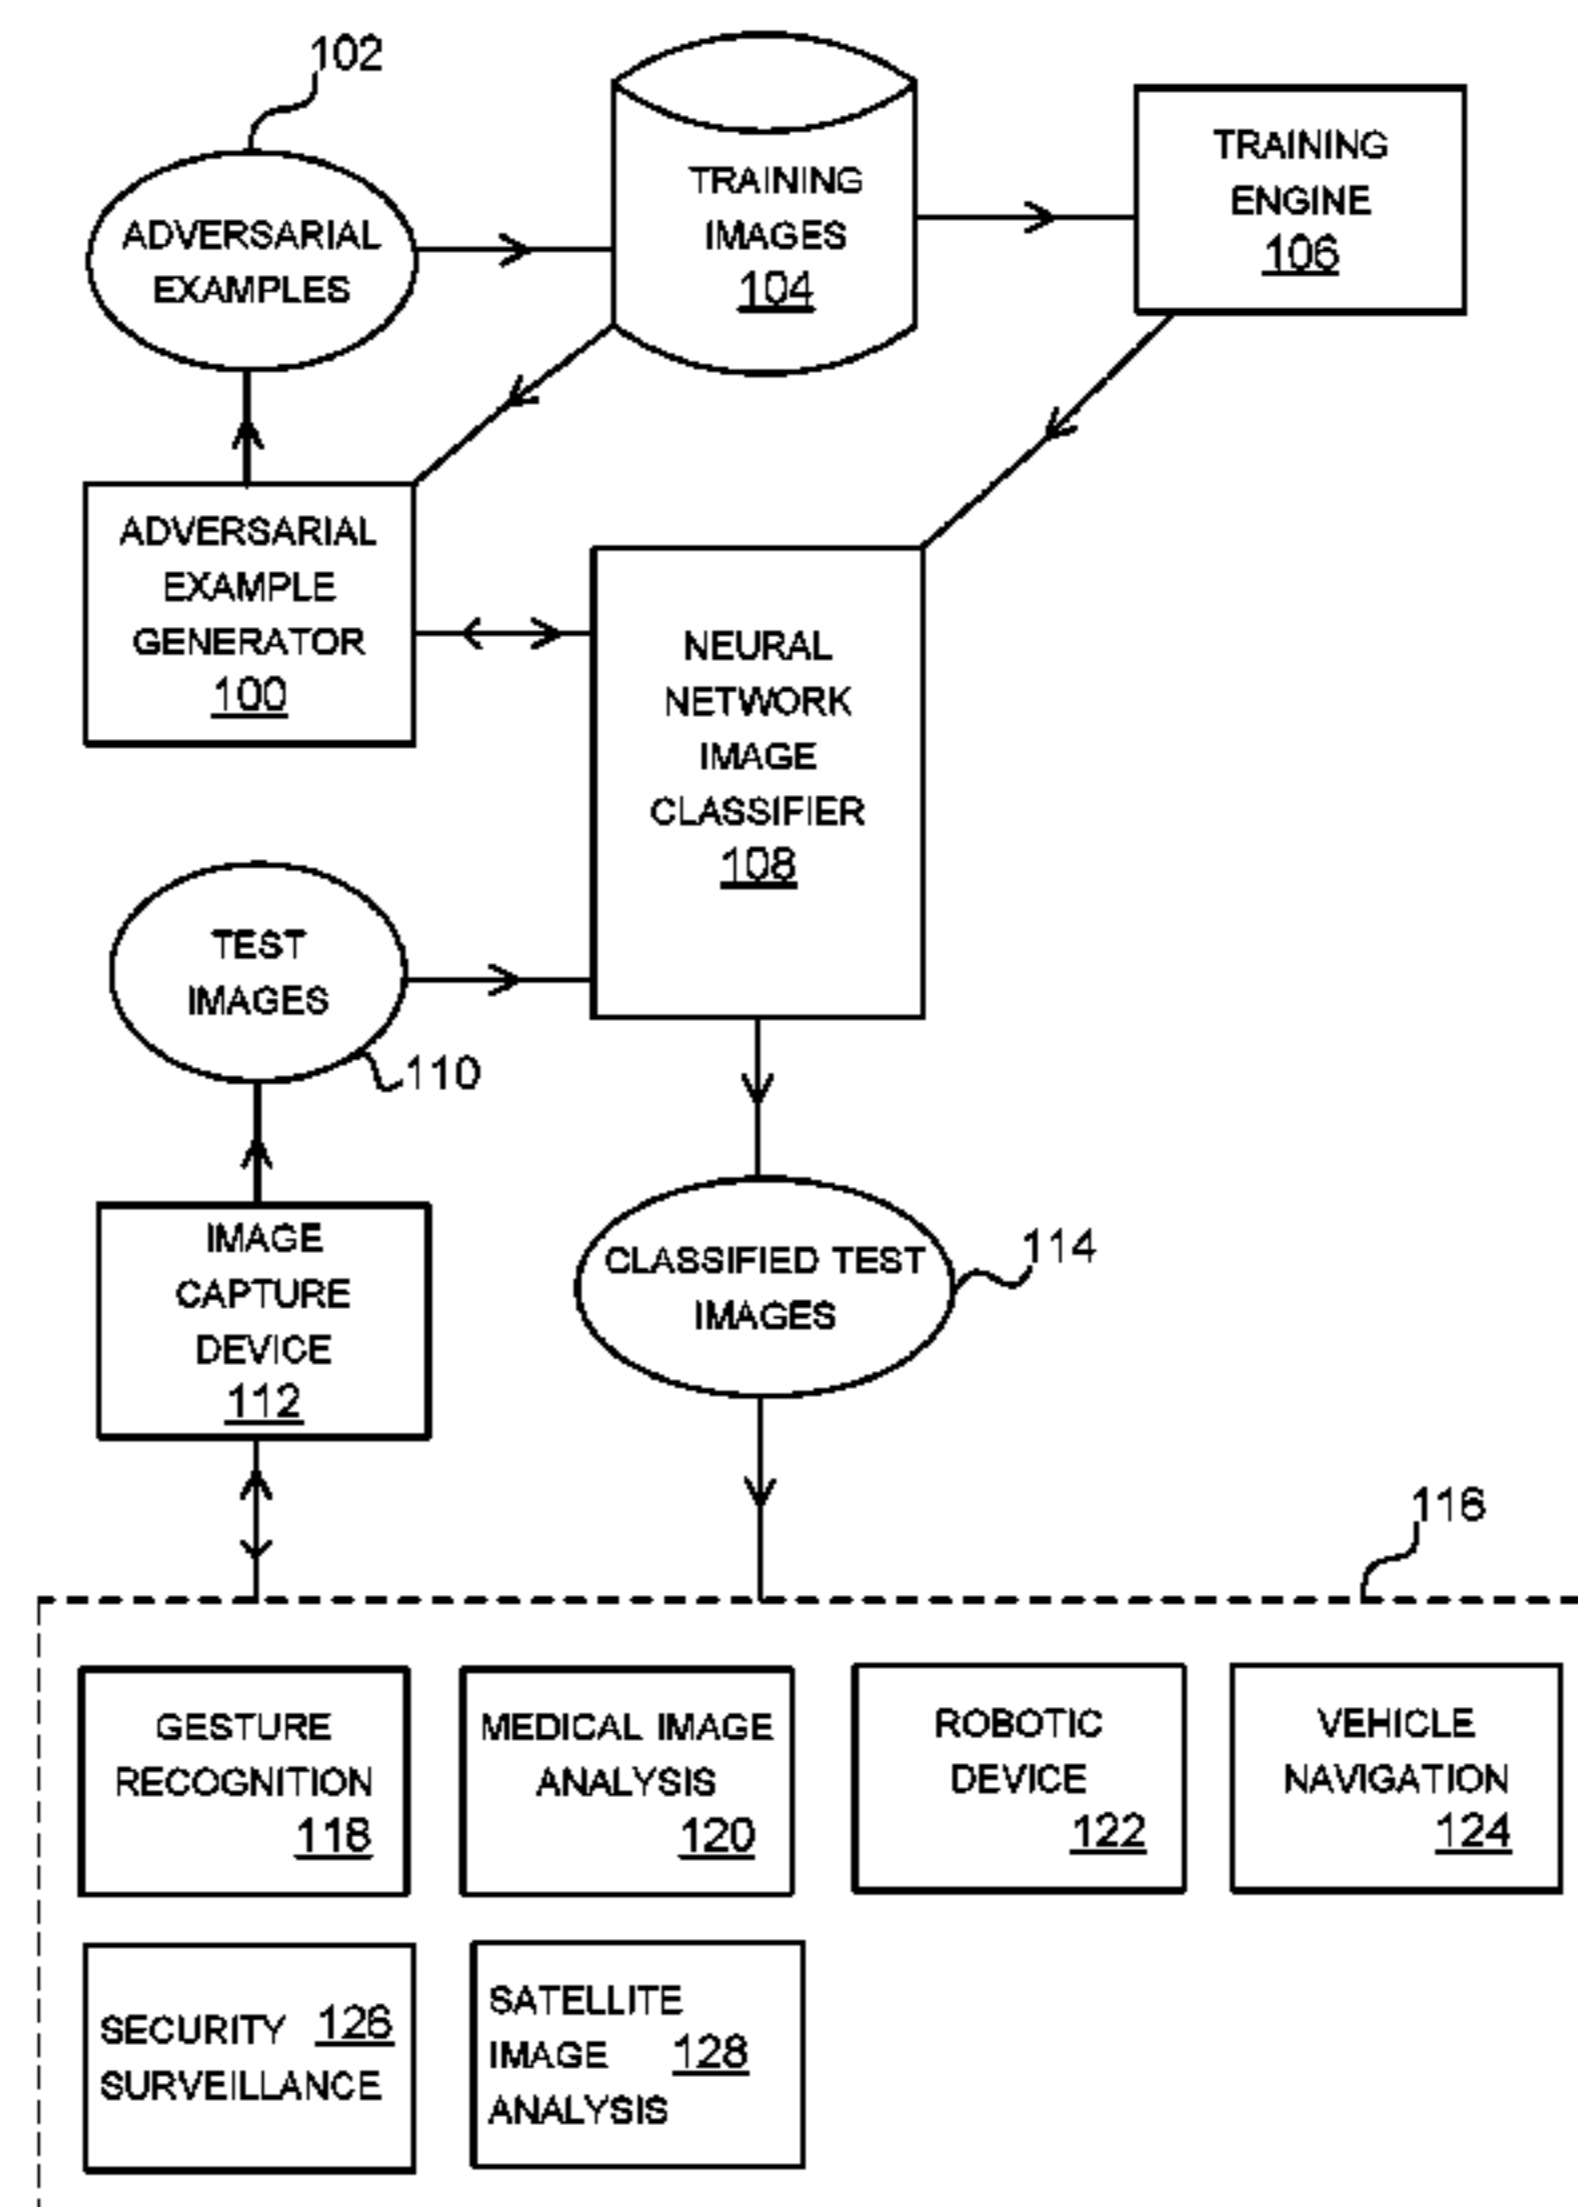 102
ADVERSARIAL
EXAMPLES
TRAINING
IMAGES
104
TRAINING
ENGINE
106
ADVERSARIAL
EXAMPLE
GENERATOR
100
NEURAL
NETWORK
IMAGE
CLASSIFIER
108
TEST
IMAGES
110
IMAGE
CAPTURE
DEVICE
112
CLASSIFIED TEST
IMAGES
114
116
GESTURE
RECOGNITION
118
MEDICAL IMAGE
ANALYSIS
120
ROBOTIC
DEVICE
122
VEHICLE
NAVIGATION
124
SECURITY 126
SURVEILLANCE
SATELLITE
IMAGE 128
ANALYSIS